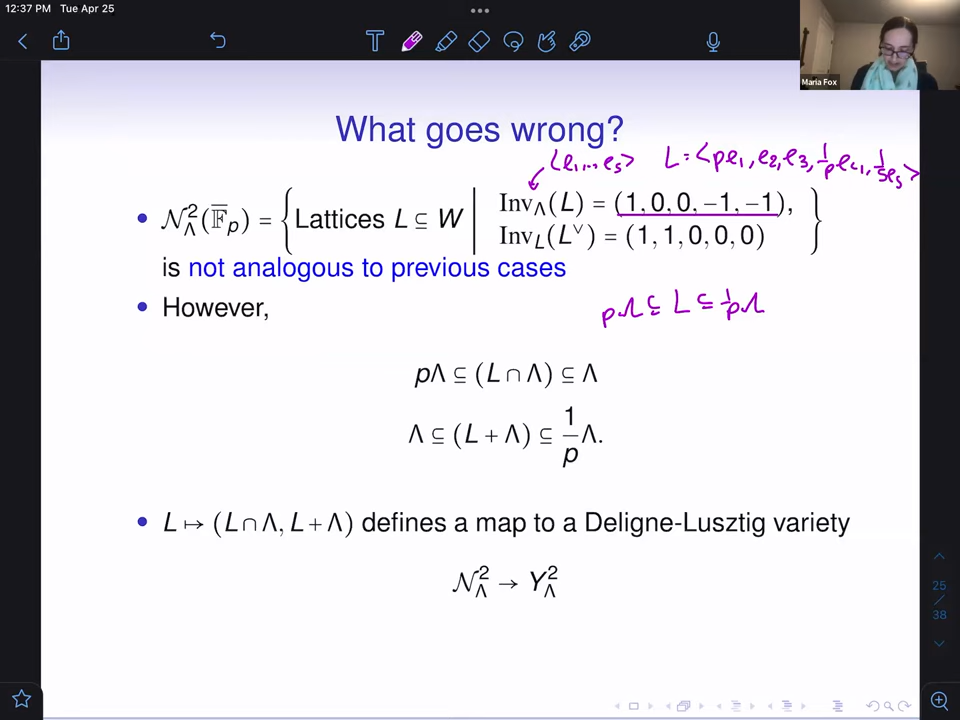 12:37 PM Tue Apr 25
Maria Fox
What goes wrong?
⟨e₁,...e₅⟩ L=⟨pe₁,e₂,e₃,1/p e₄,1/5e₅⟩
𝒩²_Λ(𝔽̄_p) = { Lattices L ⊆ W | Inv_Λ(L) = (1, 0, 0, −1, −1),
Inv_L(L^∨) = (1, 1, 0, 0, 0) }
is not analogous to previous cases
However,
pΛ ⊆ L ⊆ 1/p Λ
pΛ ⊆ (L ∩ Λ) ⊆ Λ
Λ ⊆ (L + Λ) ⊆ 1/p Λ.
L ↦ (L ∩ Λ, L + Λ) defines a map to a Deligne-Lusztig variety
𝒩²_Λ → Y²_Λ
25
/
38